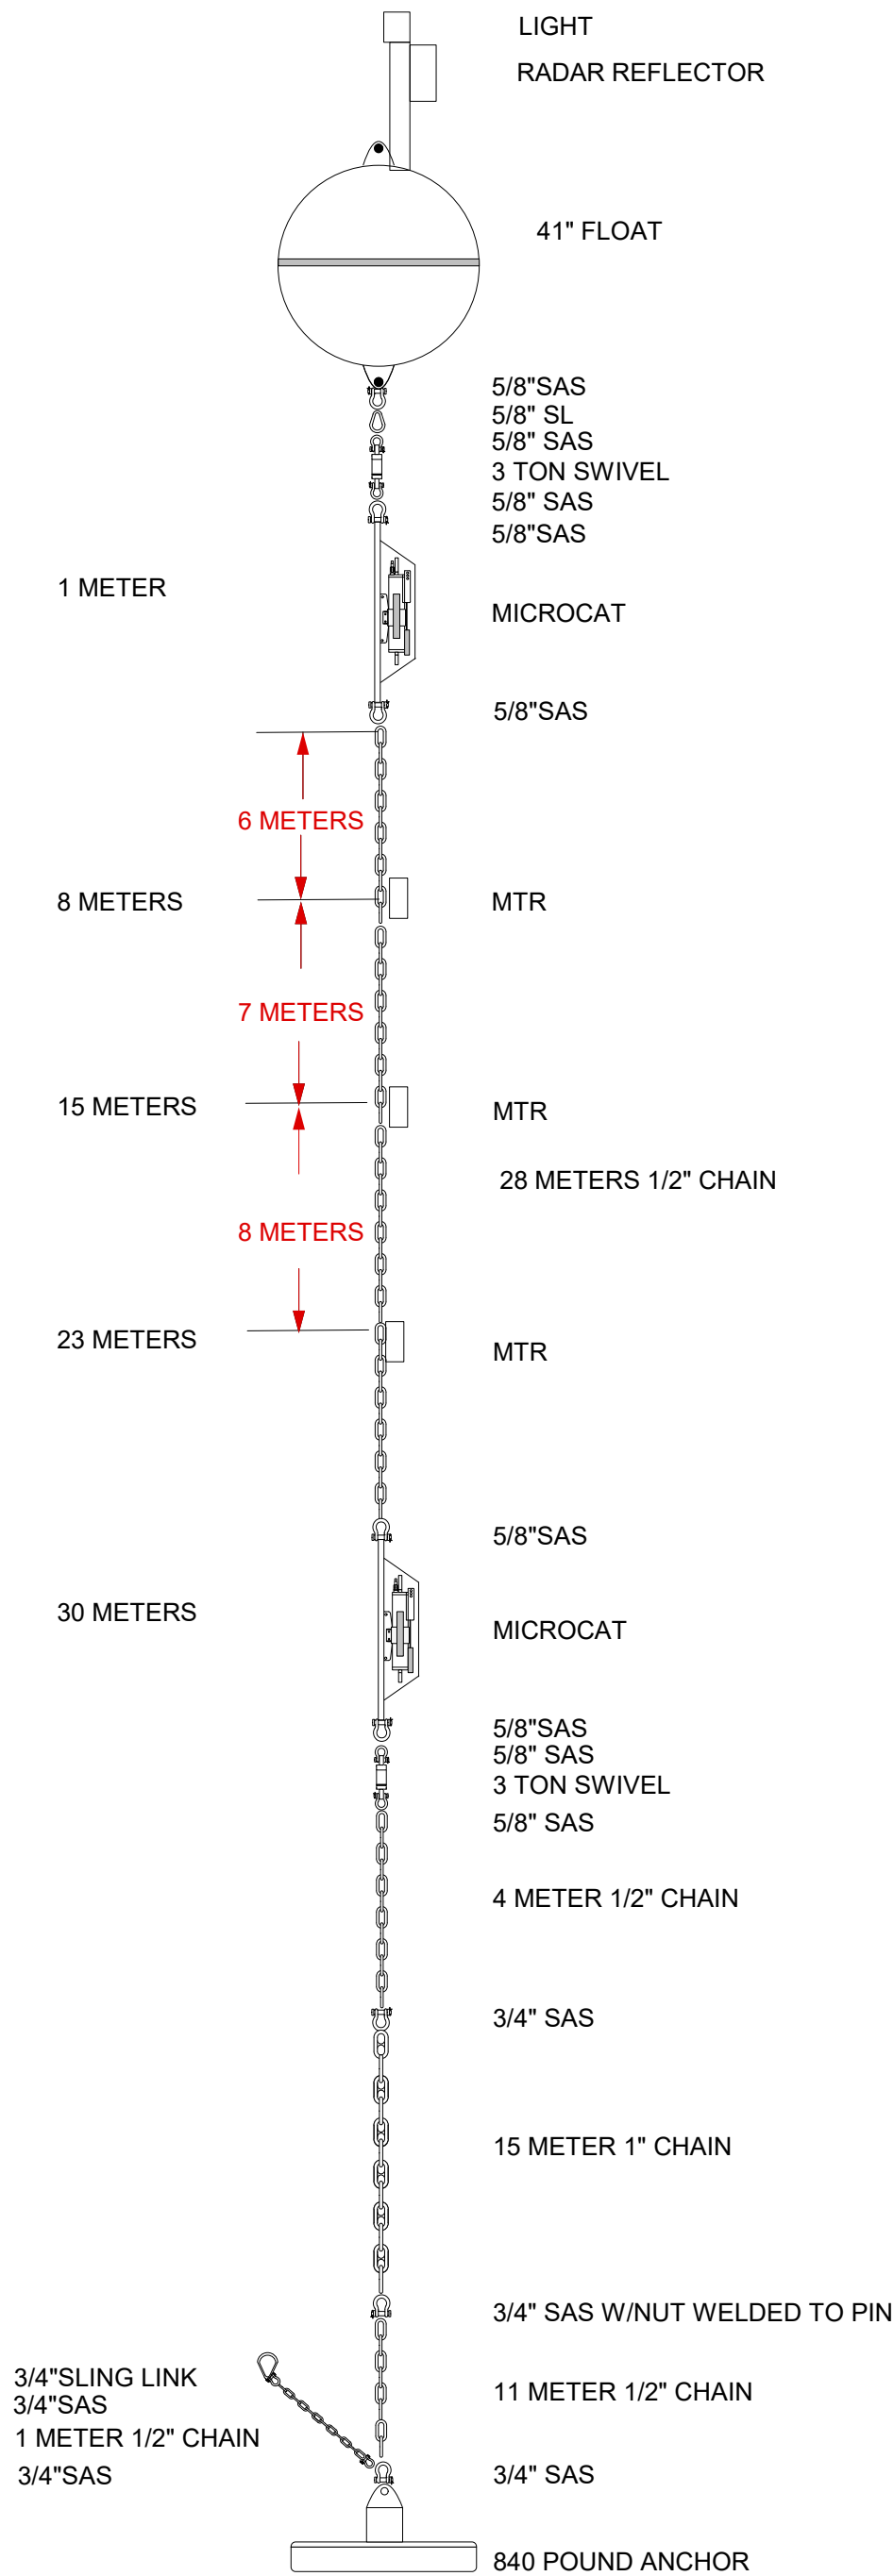 LIGHT
RADAR REFLECTOR
41" FLOAT
5/8"SAS
5/8" SL
5/8" SAS
3 TON SWIVEL
5/8" SAS
5/8"SAS
1 METER
MICROCAT
5/8"SAS
6 METERS
8 METERS
MTR
7 METERS
15 METERS
MTR
28 METERS 1/2" CHAIN
8 METERS
23 METERS
MTR
5/8"SAS
30 METERS
MICROCAT
5/8"SAS
5/8" SAS
3 TON SWIVEL
5/8" SAS
4 METER 1/2" CHAIN
3/4" SAS
15 METER 1" CHAIN
3/4" SAS W/NUT WELDED TO PIN
3/4"SLING LINK
3/4"SAS
11 METER 1/2" CHAIN
1 METER 1/2" CHAIN
3/4"SAS
3/4" SAS
840 POUND ANCHOR